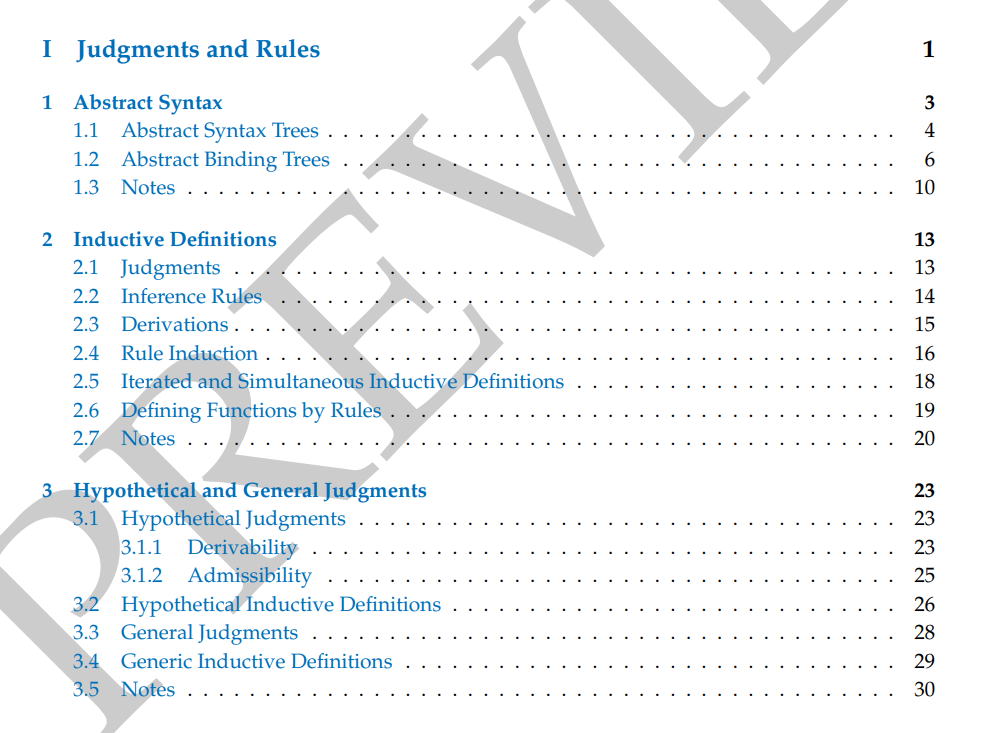 I Judgments and Rules 1
1 Abstract Syntax 3
1.1 Abstract Syntax Trees . . . . . . . . . . . . . . . . . . . . . . . . . . . . . . . . . . . . . . . . . . . . 4
1.2 Abstract Binding Trees . . . . . . . . . . . . . . . . . . . . . . . . . . . . . . . . . . . . . . . . . . . 6
1.3 Notes . . . . . . . . . . . . . . . . . . . . . . . . . . . . . . . . . . . . . . . . . . . . . . . . . . . . . . . 10
2 Inductive Definitions 13
2.1 Judgments . . . . . . . . . . . . . . . . . . . . . . . . . . . . . . . . . . . . . . . . . . . . . . . . . . . 13
2.2 Inference Rules . . . . . . . . . . . . . . . . . . . . . . . . . . . . . . . . . . . . . . . . . . . . . . . . 14
2.3 Derivations . . . . . . . . . . . . . . . . . . . . . . . . . . . . . . . . . . . . . . . . . . . . . . . . . . . 15
2.4 Rule Induction . . . . . . . . . . . . . . . . . . . . . . . . . . . . . . . . . . . . . . . . . . . . . . . . . 16
2.5 Iterated and Simultaneous Inductive Definitions . . . . . . . . . . . . . . . . . . . . . . . . . 18
2.6 Defining Functions by Rules . . . . . . . . . . . . . . . . . . . . . . . . . . . . . . . . . . . . . . . 19
2.7 Notes . . . . . . . . . . . . . . . . . . . . . . . . . . . . . . . . . . . . . . . . . . . . . . . . . . . . . . . 20
3 Hypothetical and General Judgments 23
3.1 Hypothetical Judgments . . . . . . . . . . . . . . . . . . . . . . . . . . . . . . . . . . . . . . . . . . 23
3.1.1 Derivability . . . . . . . . . . . . . . . . . . . . . . . . . . . . . . . . . . . . . . . . . . . . . 23
3.1.2 Admissibility . . . . . . . . . . . . . . . . . . . . . . . . . . . . . . . . . . . . . . . . . . . . 25
3.2 Hypothetical Inductive Definitions . . . . . . . . . . . . . . . . . . . . . . . . . . . . . . . . . . . 26
3.3 General Judgments . . . . . . . . . . . . . . . . . . . . . . . . . . . . . . . . . . . . . . . . . . . . . 28
3.4 Generic Inductive Definitions . . . . . . . . . . . . . . . . . . . . . . . . . . . . . . . . . . . . . . 29
3.5 Notes . . . . . . . . . . . . . . . . . . . . . . . . . . . . . . . . . . . . . . . . . . . . . . . . . . . . . . . 30
PREVI